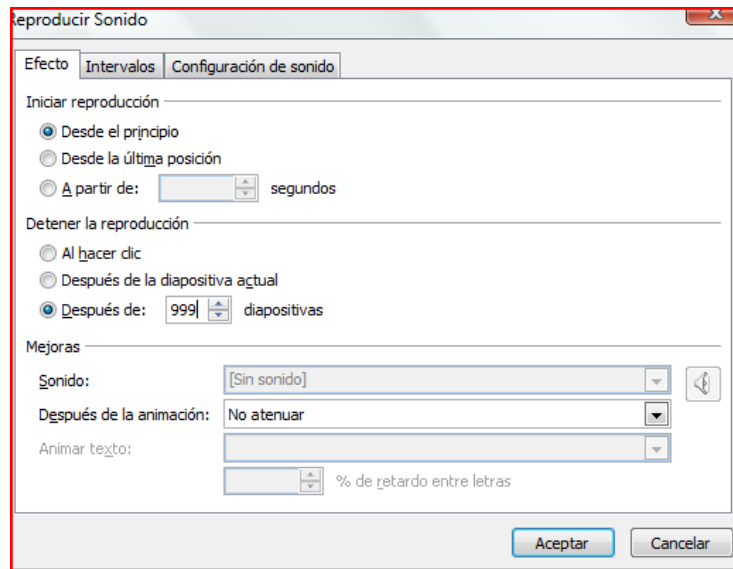 Reproducir Sonido
Efecto Intervalos Configuración de sonido
Iniciar reproducción
Desde el principio
Desde la última posición
A partir de: segundos
Detener la reproducción
Al hacer clic
Después de la diapositiva actual
Después de: 999 diapositivas
Mejoras
Sonido: [Sin sonido]
Después de la animación: No atenuar
Animar texto:
% de retardo entre letras
Aceptar Cancelar